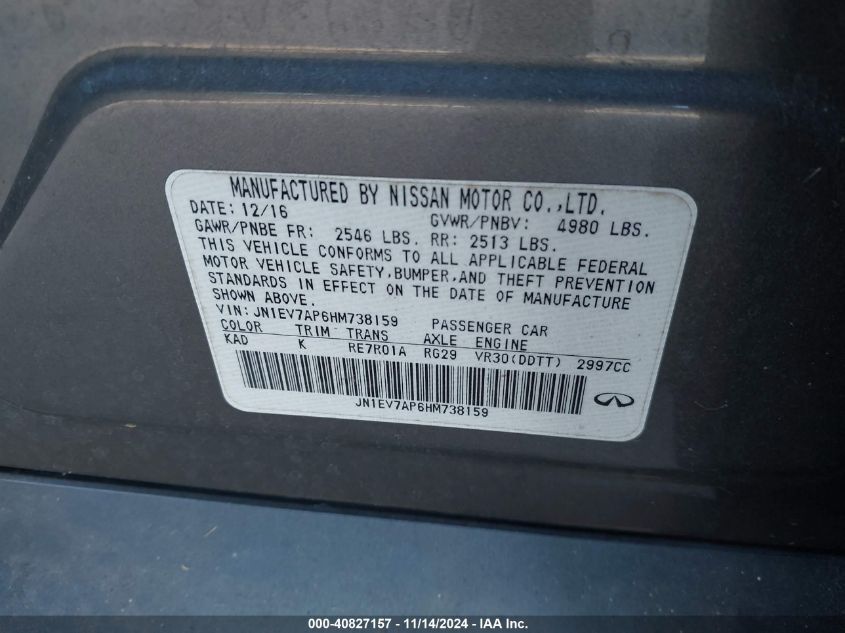 MANUFACTURED BY NISSAN MOTOR CO.,LTD.
DATE: 12/16 GVWR/PNBV: 4980 LBS.
GAWR/PNBE FR: 2546 LBS. RR: 2513 LBS.
THIS VEHICLE CONFORMS TO ALL APPLICABLE FEDERAL
MOTOR VEHICLE SAFETY,BUMPER,AND THEFT PREVENTION
STANDARDS IN EFFECT ON THE DATE OF MANUFACTURE
SHOWN ABOVE.
VIN: JN1EV7AP6HM738159 PASSENGER CAR
COLOR TRIM TRANS AXLE ENGINE
KAD K RE7R01A RG29 VR30(DDTT) 2997CC
JN1EV7AP6HM738159
000-40827157 - 11/14/2024 - IAA Inc.